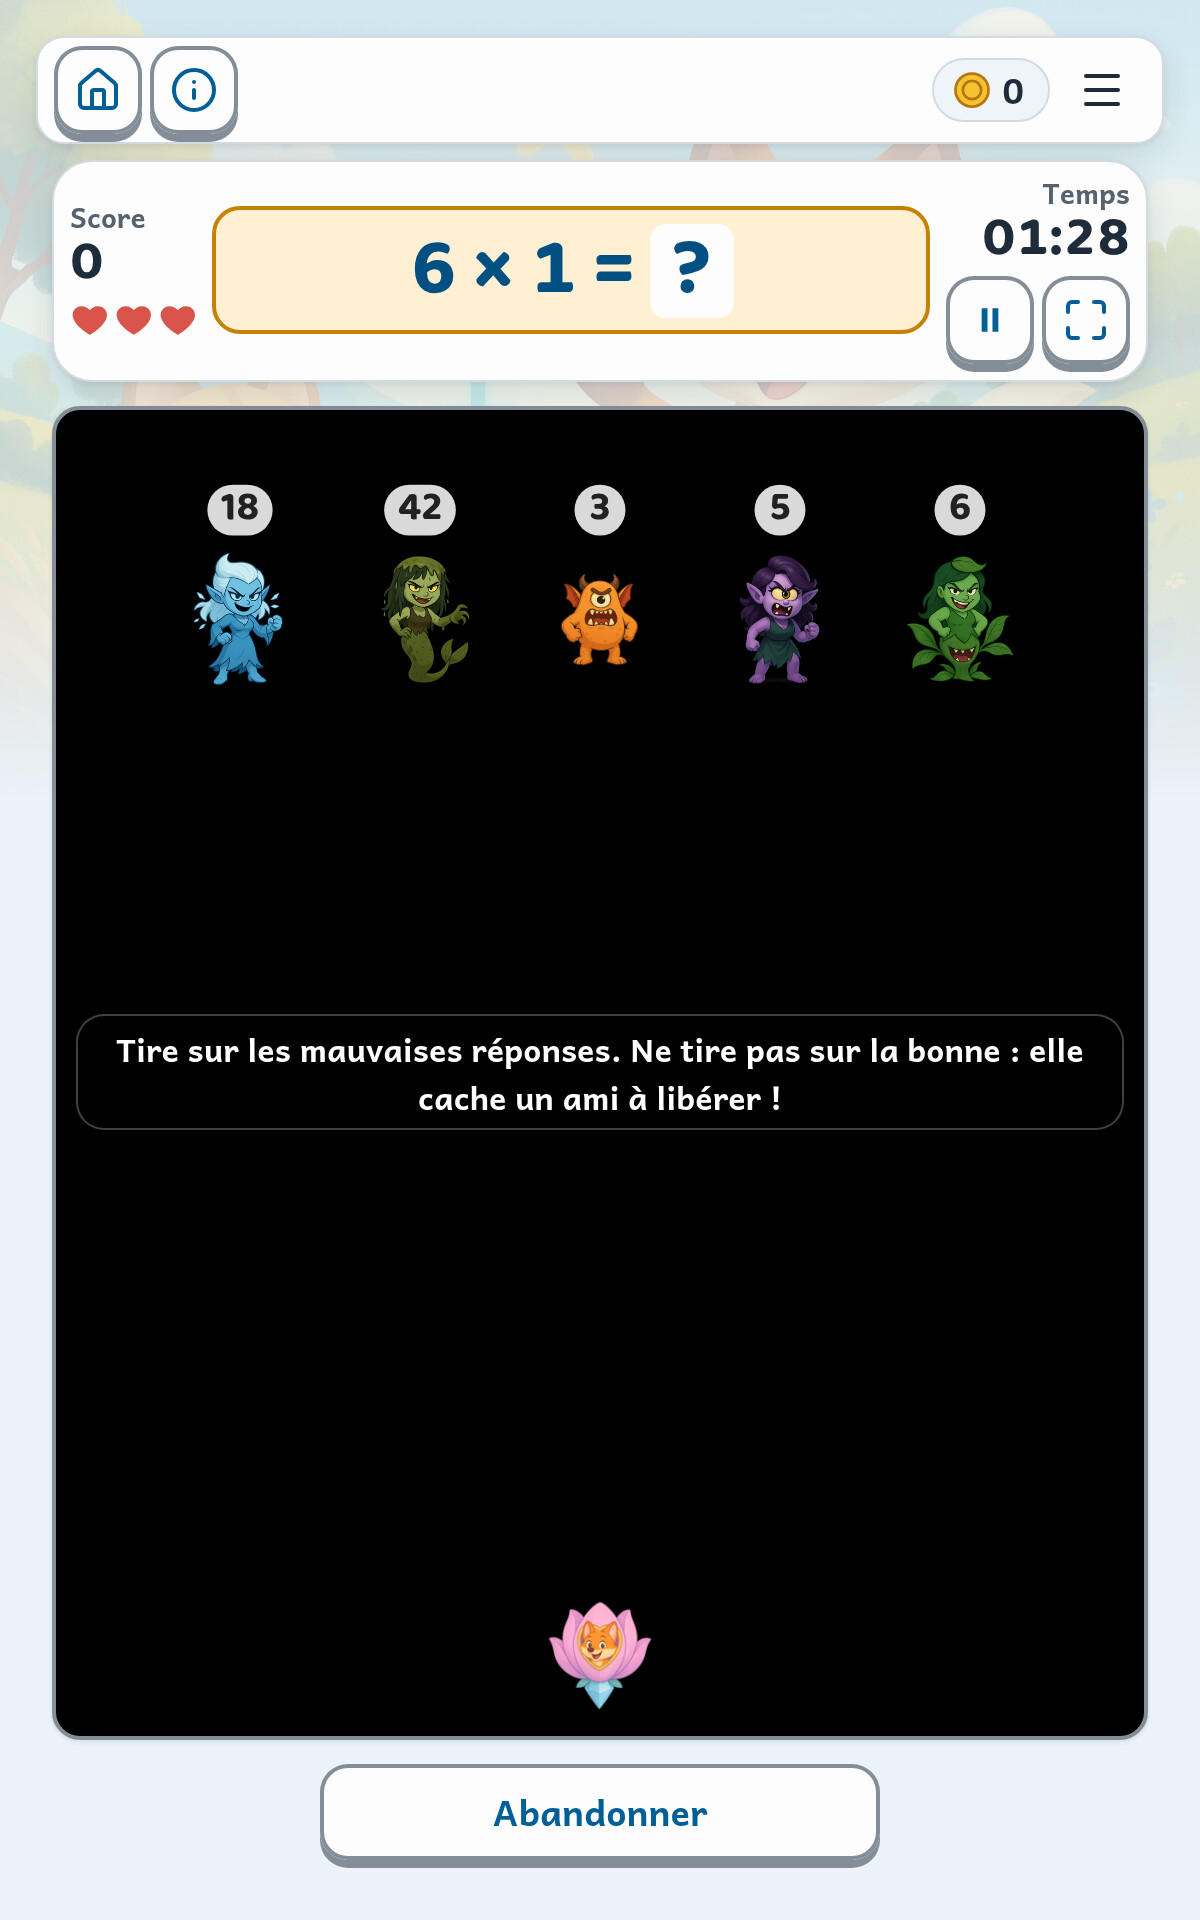 0
Score
0
6 × 1 = ?
Temps
01:28
18
42
3
5
6
Tire sur les mauvaises réponses. Ne tire pas sur la bonne : elle
cache un ami à libérer !
Abandonner